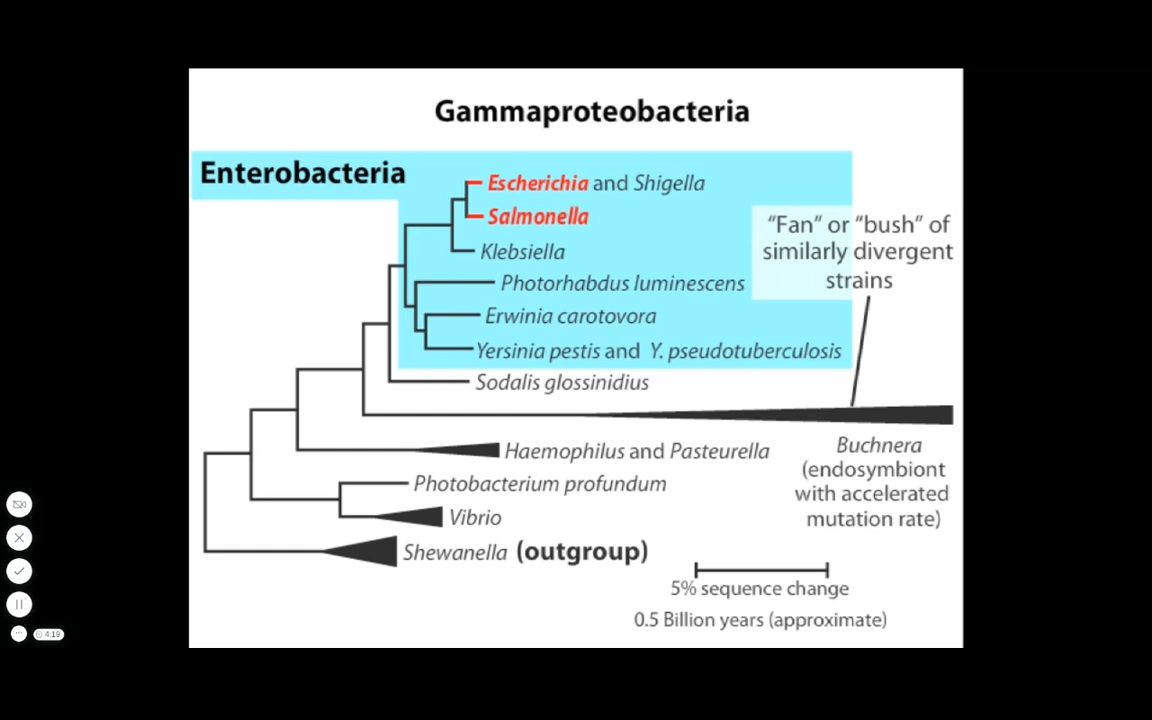 Gammaproteobacteria
Enterobacteria
Escherichia and Shigella
Salmonella
Klebsiella
Photorhabdus luminescens
Erwinia carotovora
Yersinia pestis and Y. pseudotuberculosis
"Fan" or "bush" of
similarly divergent
strains
Sodalis glossinidius
Buchnera
(endosymbiont
with accelerated
mutation rate)
Haemophilus and Pasteurella
Photobacterium profundum
Vibrio
Shewanella (outgroup)
5% sequence change
0.5 Billion years (approximate)
4:19